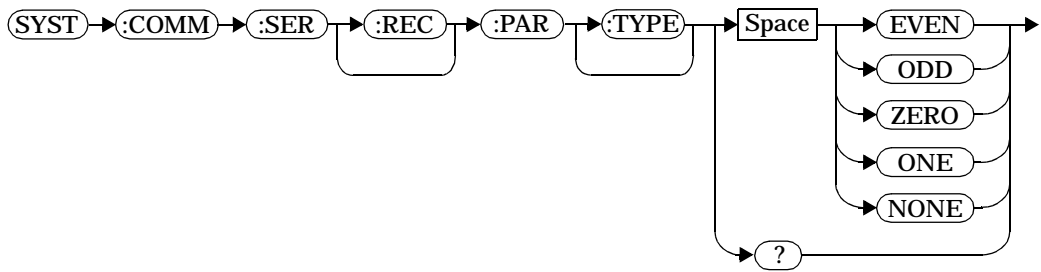 SYST :COMM :SER :REC :PAR :TYPE Space EVEN
ODD
ZERO
ONE
NONE
?